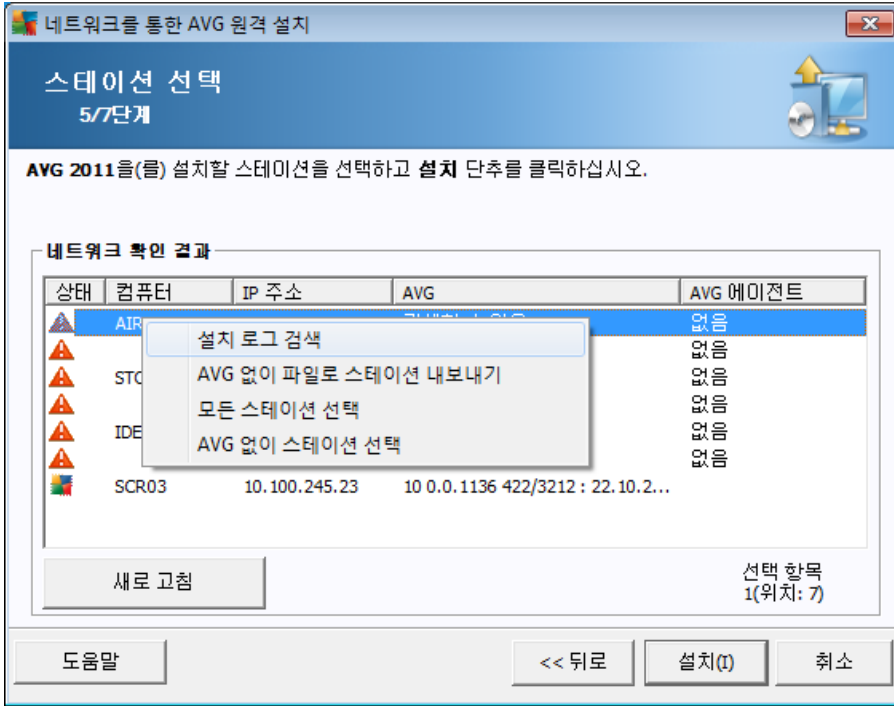 네트워크를 통한 AVG 원격 설치
스테이션 선택
5/7단계
AVG 2011을(를) 설치할 스테이션을 선택하고 설치 단추를 클릭하십시오.
네트워크 확인 결과
상태 컴퓨터 IP 주소 AVG AVG 에이전트
AIR 없음
없음
STO 없음
없음
IDE 없음
없음
SCR03 10.100.245.23 10 0.0.1136 422/3212 : 22.10.2...
설치 로그 검색
AVG 없이 파일로 스테이션 내보내기
모든 스테이션 선택
AVG 없이 스테이션 선택
새로 고침
선택 항목
1(위치: 7)
도움말 << 뒤로 설치(I) 취소